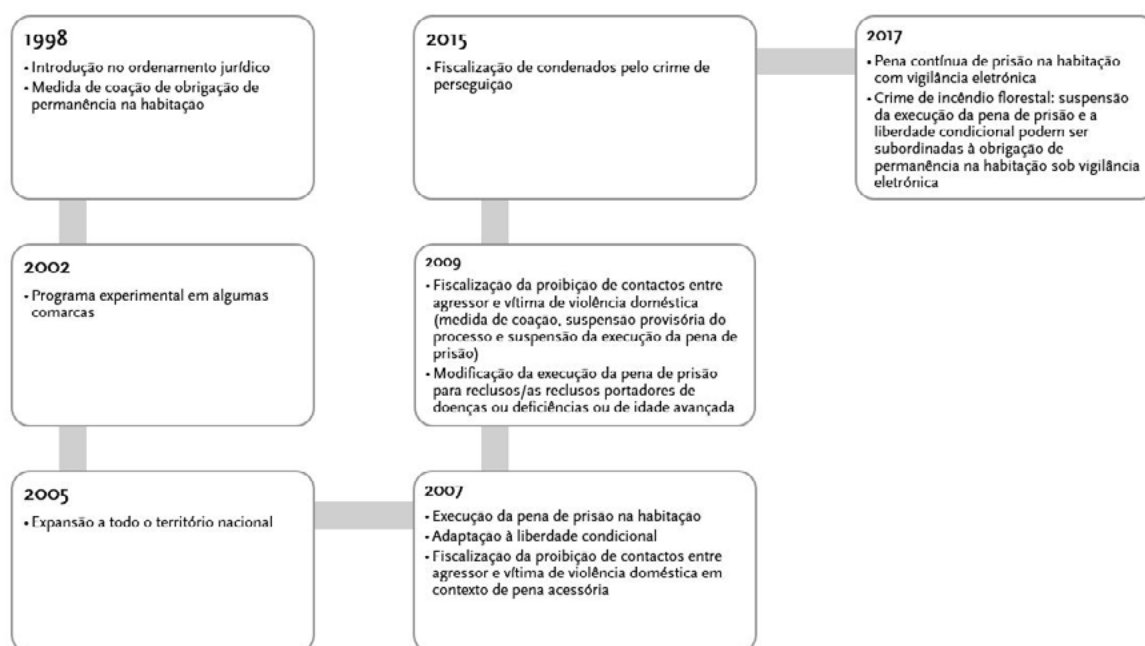 1998
• Introdução no ordenamento jurídico
• Medida de coação de obrigação de
permanência na habitação
2002
• Programa experimental em algumas
comarcas
2005
• Expansão a todo o território nacional
2007
• Execução da pena de prisão na habitação
• Adaptação à liberdade condicional
• Fiscalização da proibição de contactos entre
agressor e vítima de violência doméstica em
contexto de pena acessória
2009
• Fiscalização da proibição de contactos entre
agressor e vítima de violência doméstica
(medida de coação, suspensão provisória do
processo e suspensão da execução da pena de
prisão)
• Modificação da execução da pena de prisão
para reclusos/as reclusos portadores de
doenças ou deficiências ou de idade avançada
2015
• Fiscalização de condenados pelo crime de
perseguição
2017
• Pena contínua de prisão na habitação
com vigilância eletrónica
• Crime de incêndio florestal: suspensão
da execução da pena de prisão e a
liberdade condicional podem ser
subordinadas à obrigação de
permanência na habitação sob vigilância
eletrónica